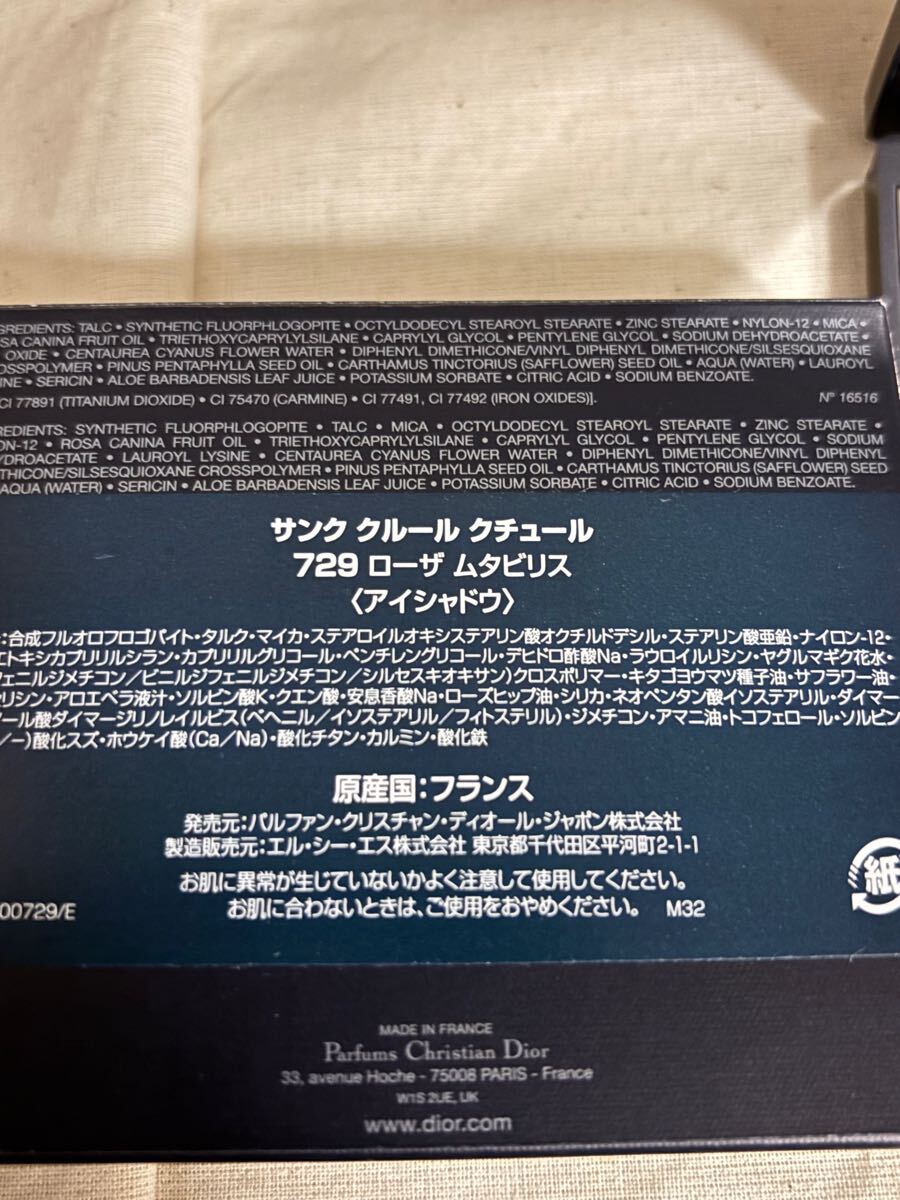 GREDIENTS: TALC • SYNTHETIC FLUORPHLOGOPITE • OCTYLDODECYL STEAROYL STEARATE • ZINC STEARATE • NYLON-12 • MICA •
SA CANINA FRUIT OIL • TRIETHOXYCAPRYLYLSILANE • CAPRYLYL GLYCOL • PENTYLENE GLYCOL • SODIUM DEHYDROACETATE •
OXIDE • CENTAUREA CYANUS FLOWER WATER • DIPHENYL DIMETHICONE/VINYL DIPHENYL DIMETHICONE/SILSESQUIOXANE
OSSPOLYMER • PINUS PENTAPHYLLA SEED OIL • CARTHAMUS TINCTORIUS (SAFFLOWER) SEED OIL • AQUA (WATER) • LAUROYL
INE • SERICIN • ALOE BARBADENSIS LEAF JUICE • POTASSIUM SORBATE • CITRIC ACID • SODIUM BENZOATE.
CI 77891 (TITANIUM DIOXIDE) • CI 75470 (CARMINE) • CI 77491, CI 77492 (IRON OXIDES)]. N° 16516
EDIENTS: SYNTHETIC FLUORPHLOGOPITE • TALC • MICA • OCTYLDODECYL STEAROYL STEARATE • ZINC STEARATE •
ON-12 • ROSA CANINA FRUIT OIL • TRIETHOXYCAPRYLYLSILANE • CAPRYLYL GLYCOL • PENTYLENE GLYCOL • SODIUM
YDROACETATE • LAUROYL LYSINE • CENTAUREA CYANUS FLOWER WATER • DIPHENYL DIMETHICONE/VINYL DIPHENYL
THICONE/SILSESQUIOXANE CROSSPOLYMER • PINUS PENTAPHYLLA SEED OIL • CARTHAMUS TINCTORIUS (SAFFLOWER) SEED
AQUA (WATER) • SERICIN • ALOE BARBADENSIS LEAF JUICE • POTASSIUM SORBATE • CITRIC ACID • SODIUM BENZOATE.
サンク クルール クチュール
729 ローザ ムタビリス
〈アイシャドウ〉
:合成フルオロフロゴパイト・タルク・マイカ・ステアロイルオキシステアリン酸オクチルドデシル・ステアリン酸亜鉛・ナイロン-12・
エトキシカプリリルシラン・カプリリルグリコール・ペンチレングリコール・デヒドロ酢酸Na・ラウロイルリシン・ヤグルマギク花水・
ェニルジメチコン/ビニルジフェニルジメチコン/シルセスキオキサン)クロスポリマー・キタゴヨウマツ種子油・サフラワー油・
リシン・アロエベラ液汁・ソルビン酸K・クエン酸・安息香酸Na・ローズヒップ油・シリカ・ネオペンタン酸イソステアリル・ダイマー
ール酸ダイマージリノレイルビス(ベヘニル/イソステアリル/フィトステリル)・ジメチコン・アマニ油・トコフェロール・ソルビン
/ー)酸化スズ・ホウケイ酸(Ca/Na)・酸化チタン・カルミン・酸化鉄
原産国:フランス
発売元:パルファン・クリスチャン・ディオール・ジャポン株式会社
製造販売元:エル・シー・エス株式会社 東京都千代田区平河町2-1-1
お肌に異常が生じていないかよく注意して使用してください。
お肌に合わないときは、ご使用をおやめください。 M32
00729/E
紙
MADE IN FRANCE
Parfums Christian Dior
33, avenue Hoche - 75008 PARIS - France
W1S 2UE, UK
www.dior.com